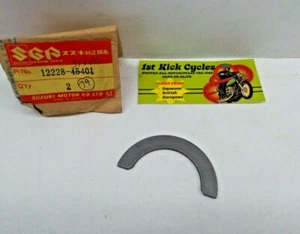 SGP スズキ純正部品
P/No. 12228-45401
Q'ty 2 29
SUZUKI MOTOR CO LTD M
1st Kick Cycles
Japanese
British
European